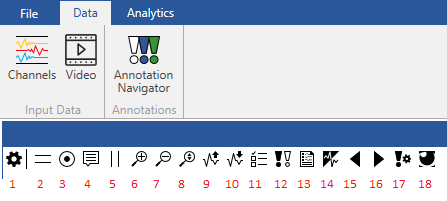 File Data Analytics
Channels Video Annotation
Navigator
Input Data Annotations
1 2 3 4 5 6 7 8 9 10 11 12 13 14 15 16 17 18